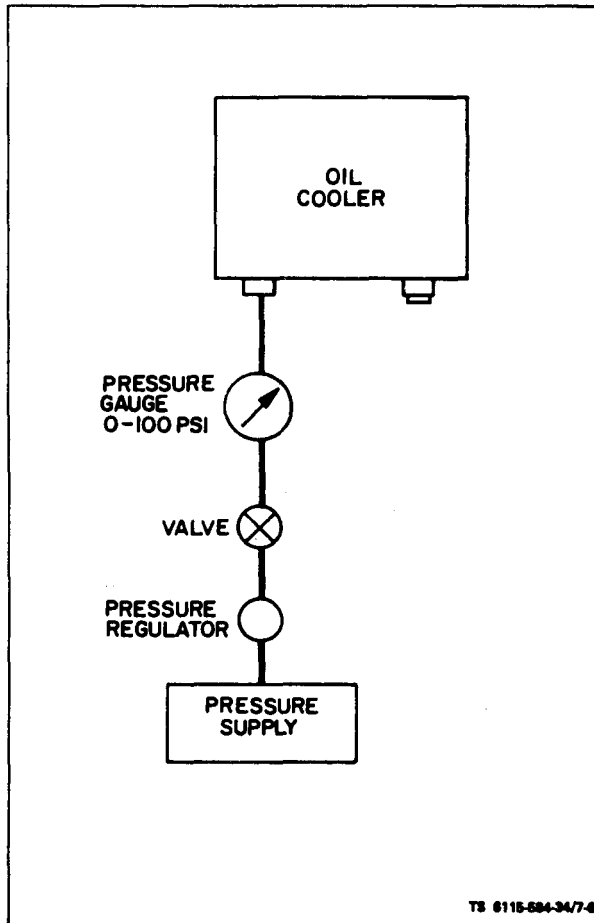 OIL
COOLER
PRESSURE
GAUGE
0-100 PSI
VALVE
PRESSURE
REGULATOR
PRESSURE
SUPPLY